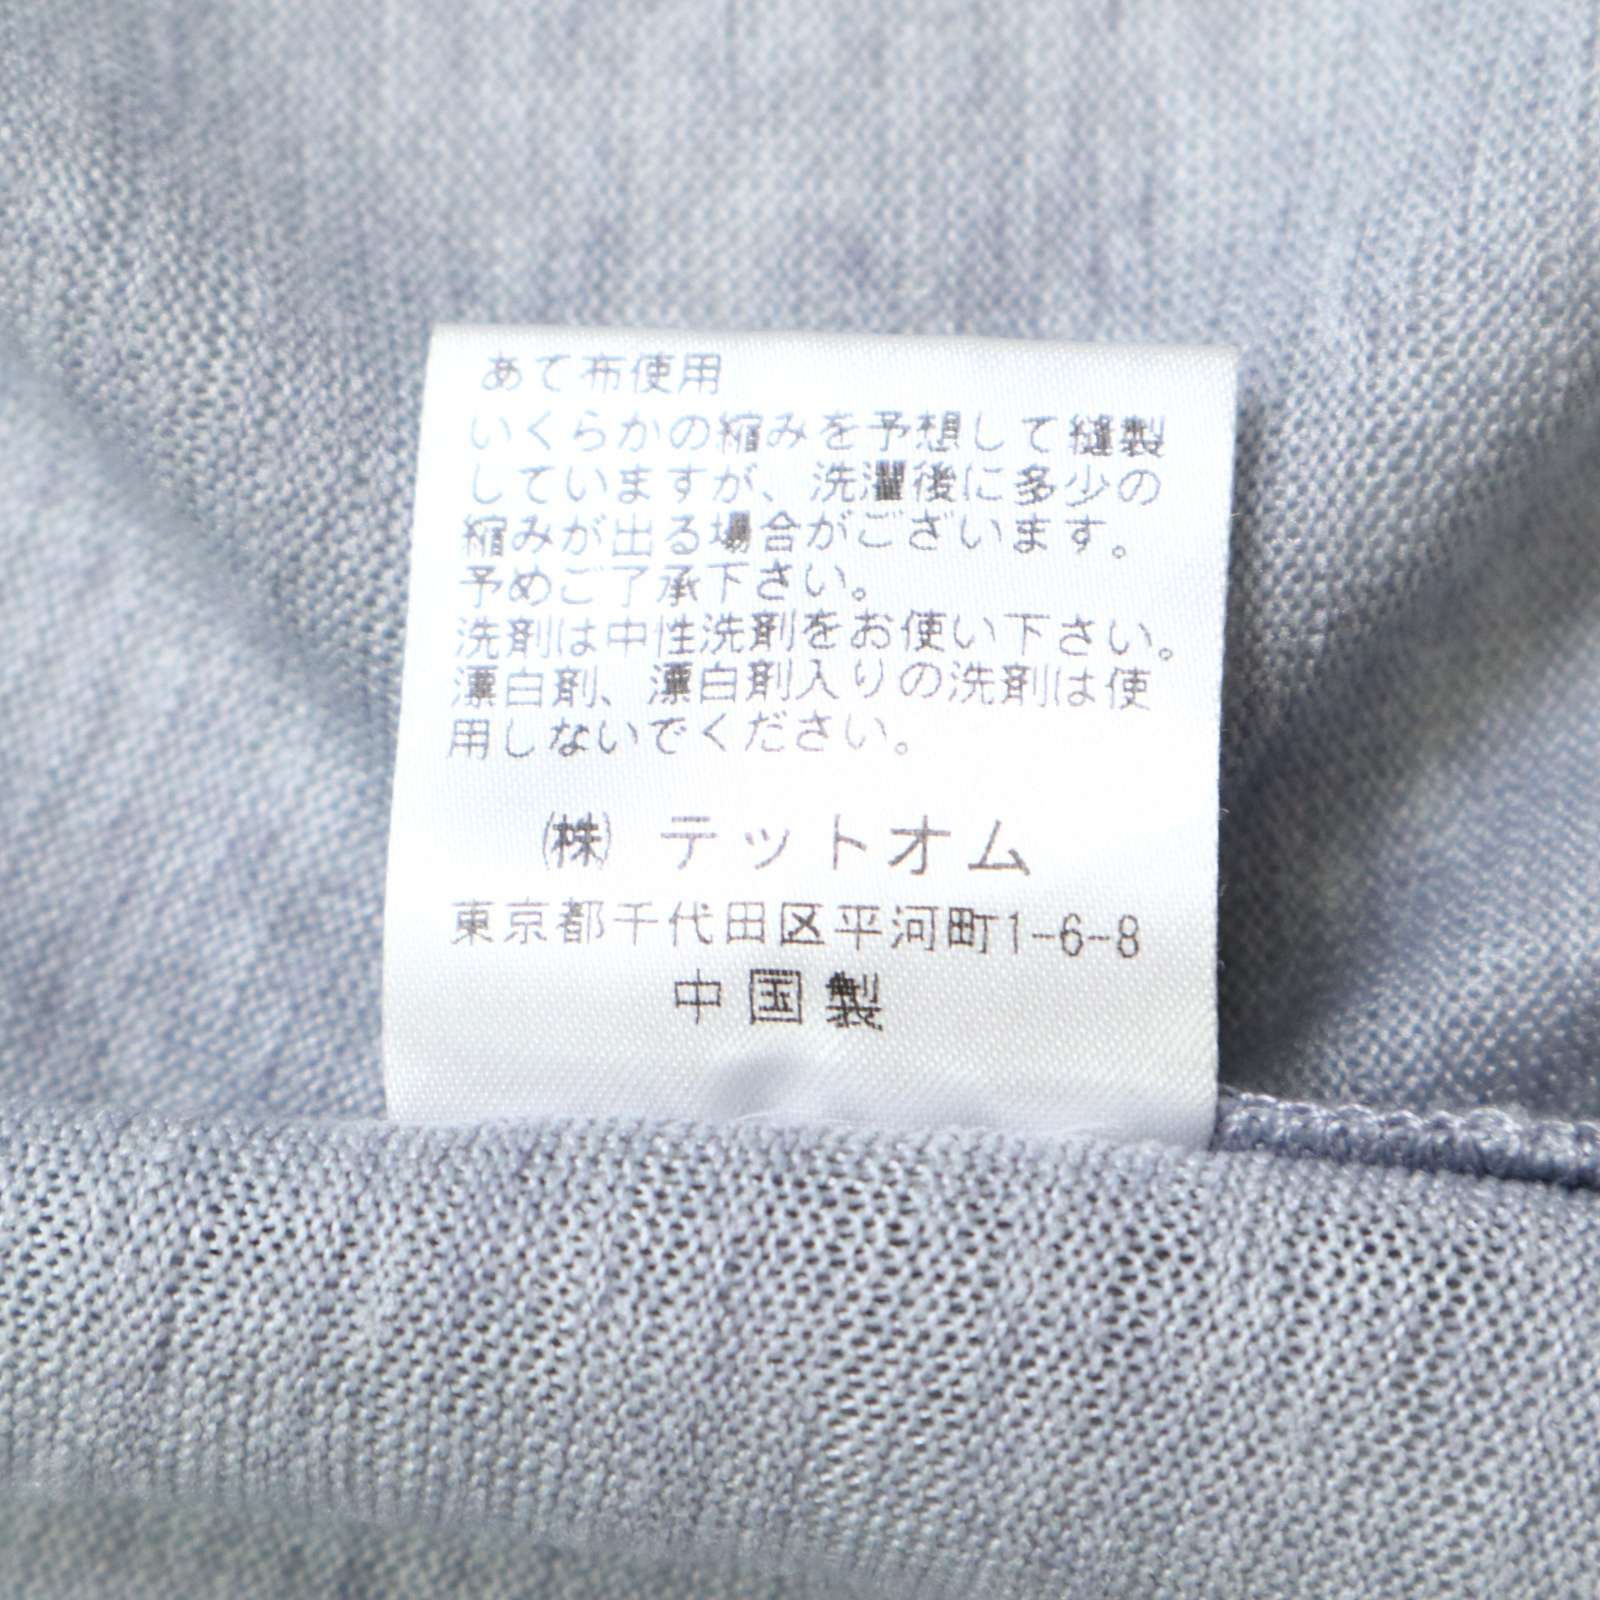 あて布使用
いくらかの縮みを予想して縫製
していますが、洗濯後に多少の
縮みが出る場合がございます。
予めご了承下さい。
洗剤は中性洗剤をお使い下さい。
漂白剤、漂白剤入りの洗剤は使
用しないでください。
㈱ テットオム
東京都千代田区平河町1-6-8
中国製